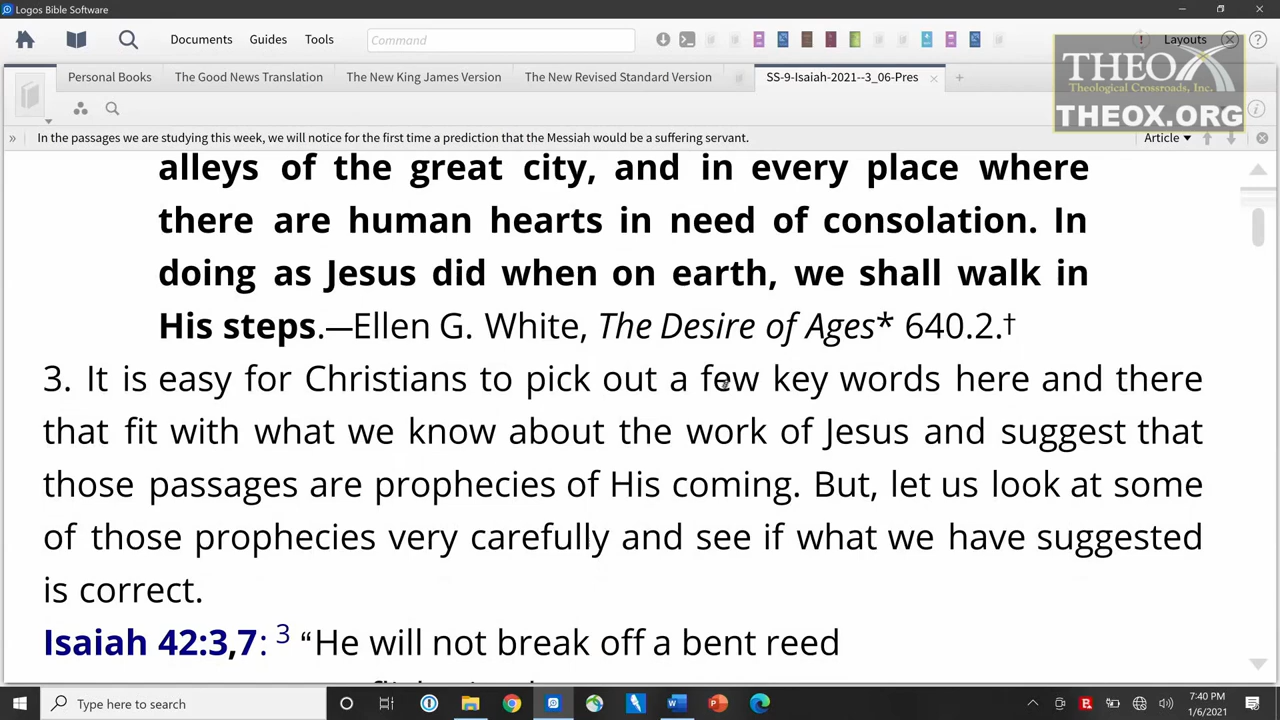 Logos Bible Software
Documents Guides Tools Command Layouts
THEOX
Theological Crossroads, Inc.
THEOX.ORG
Personal Books The Good News Translation The New King James Version The New Revised Standard Version SS-9-Isaiah-2021--3_06-Pres
In the passages we are studying this week, we will notice for the first time a prediction that the Messiah would be a suffering servant. Article
alleys of the great city, and in every place where
there are human hearts in need of consolation. In
doing as Jesus did when on earth, we shall walk in
His steps.—Ellen G. White, The Desire of Ages* 640.2.†
3. It is easy for Christians to pick out a few key words here and there
that fit with what we know about the work of Jesus and suggest that
those passages are prophecies of His coming. But, let us look at some
of those prophecies very carefully and see if what we have suggested
is correct.
Isaiah 42:3,7: 3 “He will not break off a bent reed
Type here to search
7:40 PM
1/6/2021